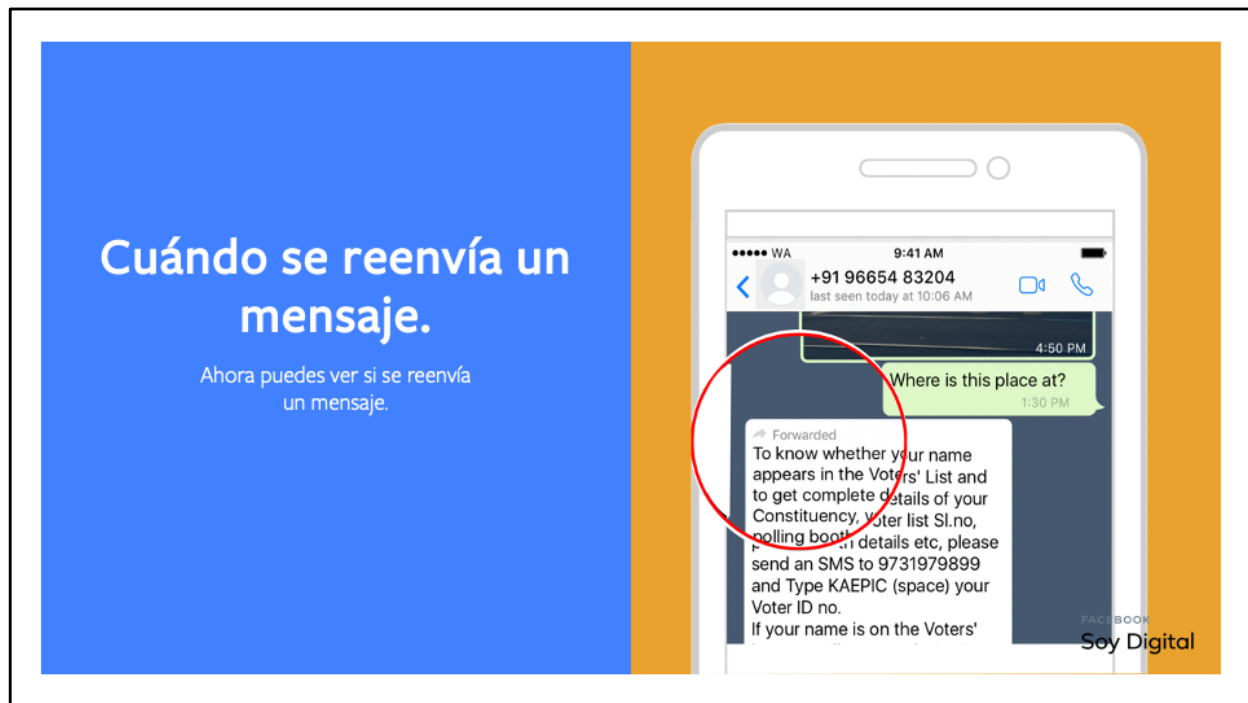 Cuándo se reenvía un
mensaje.
Ahora puedes ver si se reenvía
un mensaje.
WA
9:41 AM
+91 96654 83204
last seen today at 10:06 AM
4:50 PM
Where is this place at?
1:30 PM
Forwarded
To know whether your name
appears in the Voters' List and
to get complete details of your
Constituency, voter list Sl.no,
polling booth details etc, please
send an SMS to 9731979899
and Type KAEPIC (space) your
Voter ID no.
If your name is on the Voters'
FACEBOOK
Soy Digital